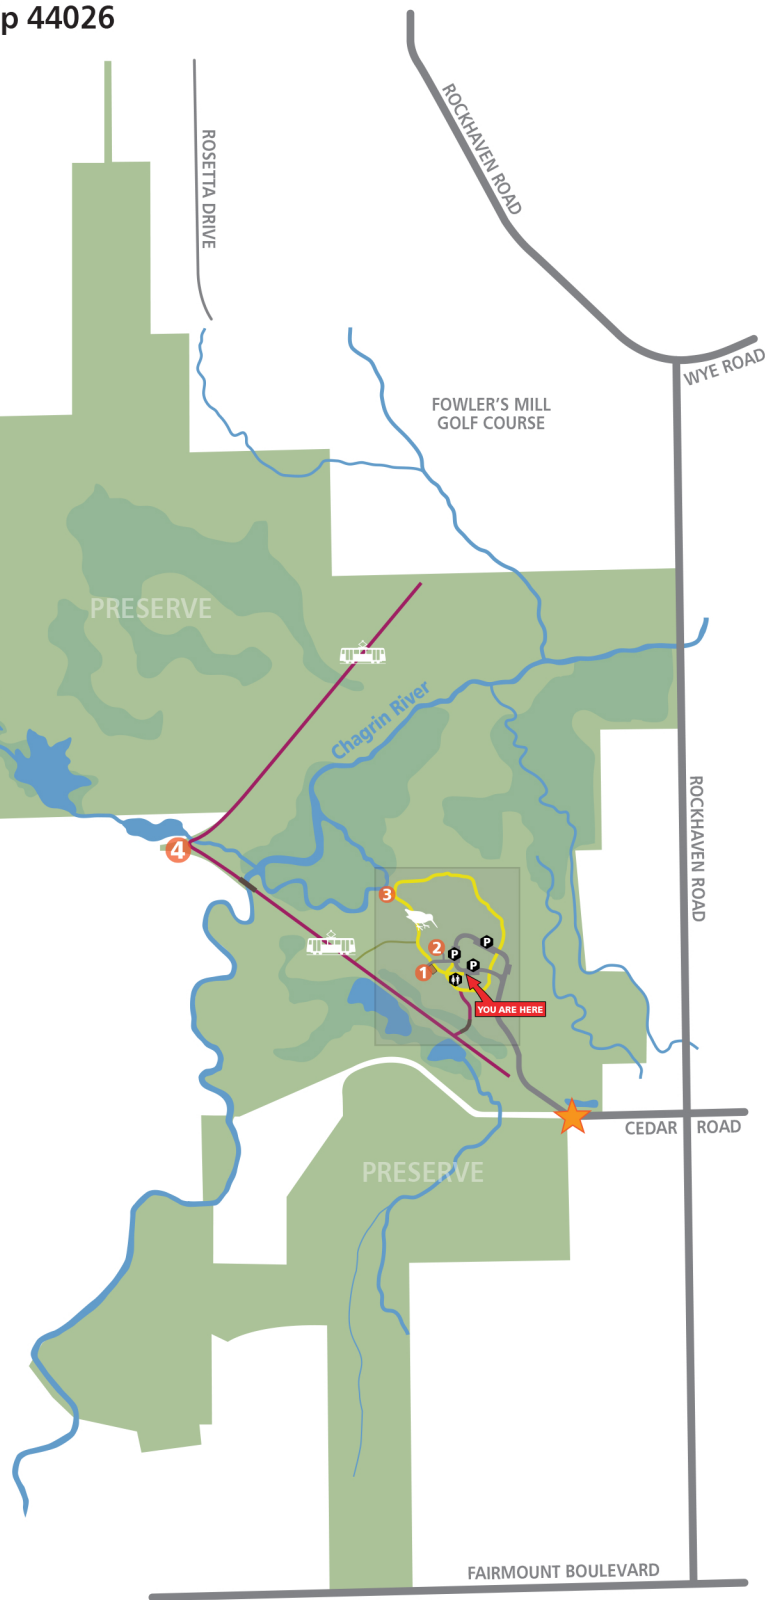 p 44026
ROCKHAVEN ROAD
ROSETTA DRIVE
WYE ROAD
FOWLER'S MILL
GOLF COURSE
PRESERVE
Chagrin River
ROCKHAVEN ROAD
4
3
2
P
P
P
1
YOU ARE HERE
CEDAR ROAD
PRESERVE
FAIRMOUNT BOULEVARD